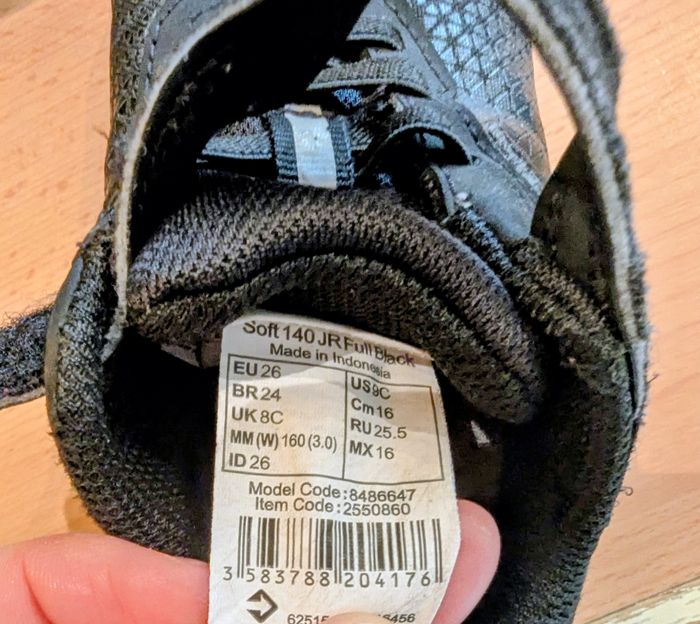 Soft 140 JR Full Black
Made in Indonesia
EU 26
BR 24
UK 8C
MM (W) 160 (3.0)
ID 26
US 9C
Cm 16
RU 25.5
MX 16
Model Code: 8486647
Item Code: 2550860
3 583788 204176